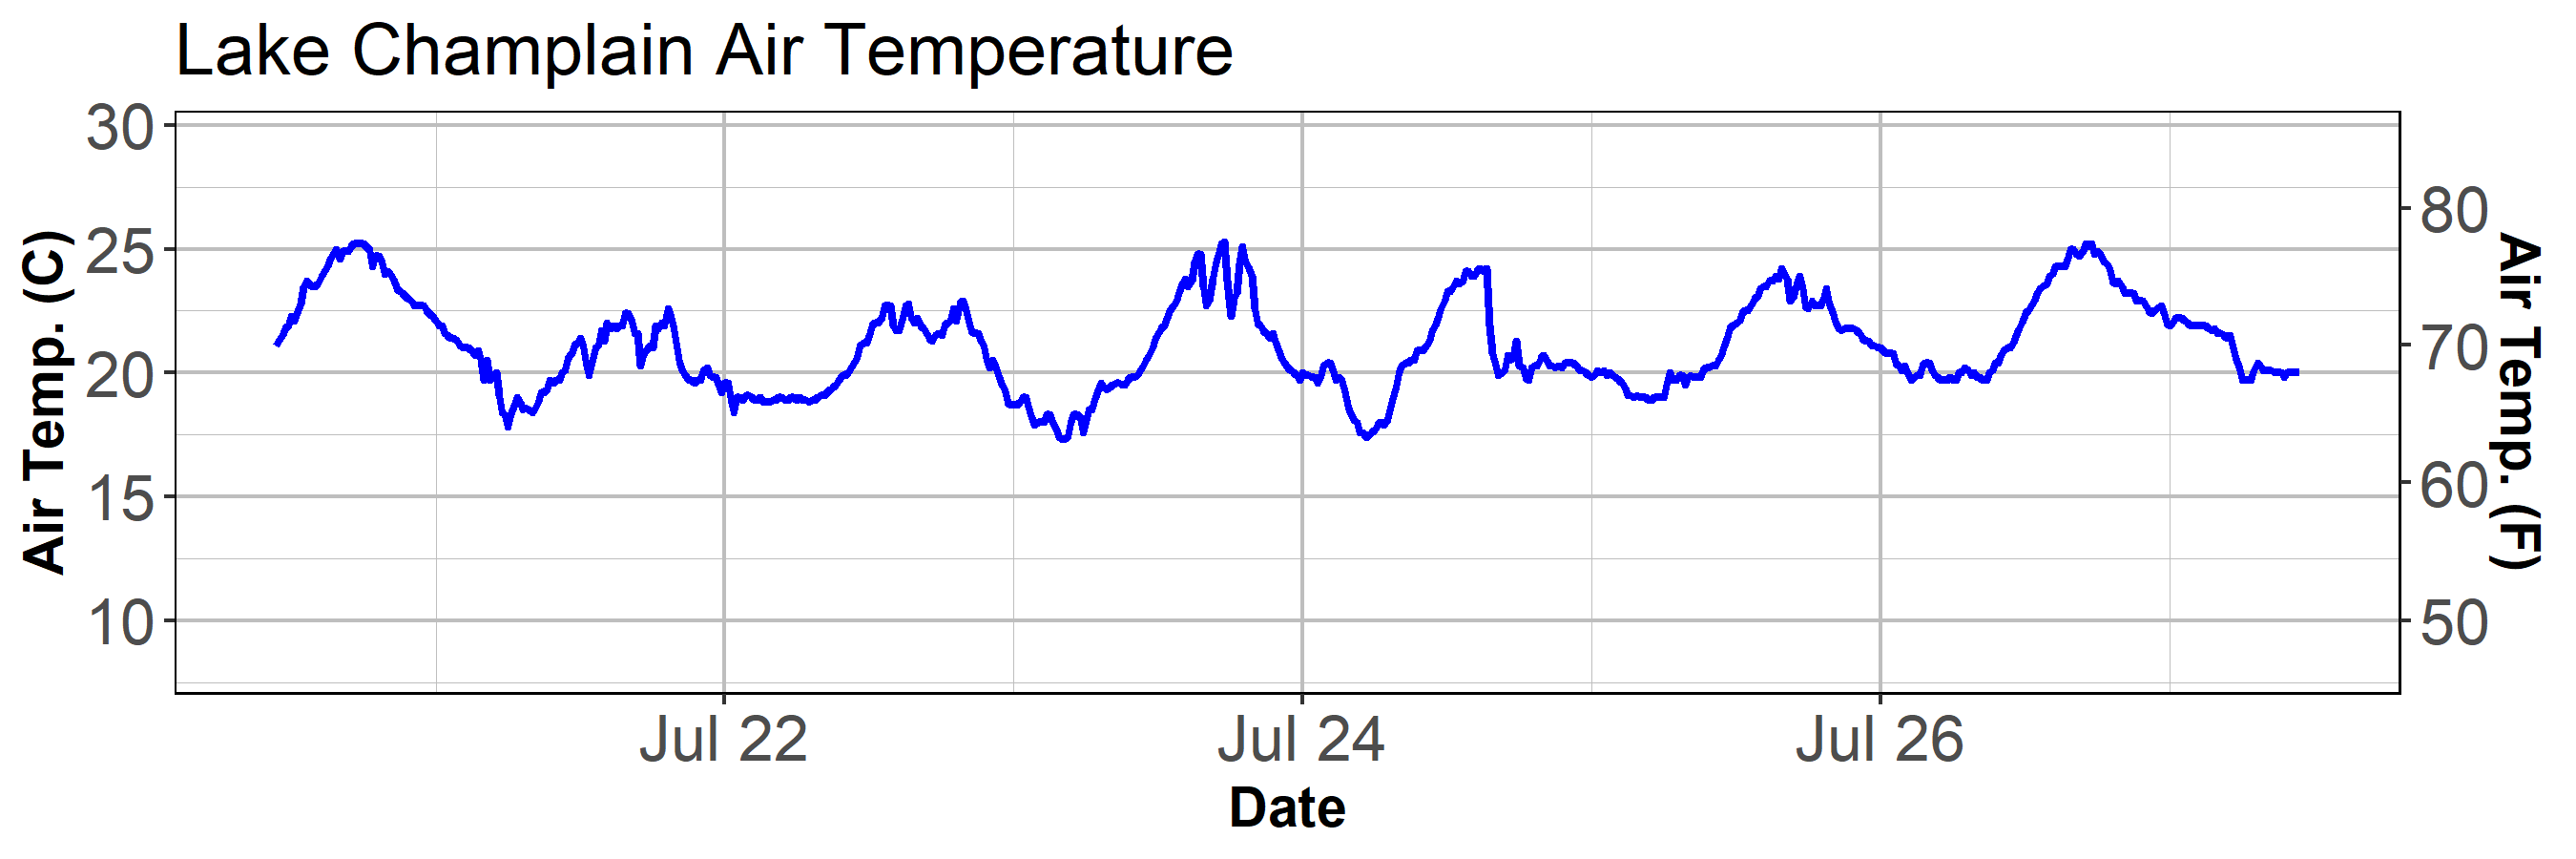 Lake Champlain Air Temperature
30
25
20
15
10
Air Temp. (C)
80
70
60
50
Air Temp. (F)
Jul 22
Jul 24
Jul 26
Date